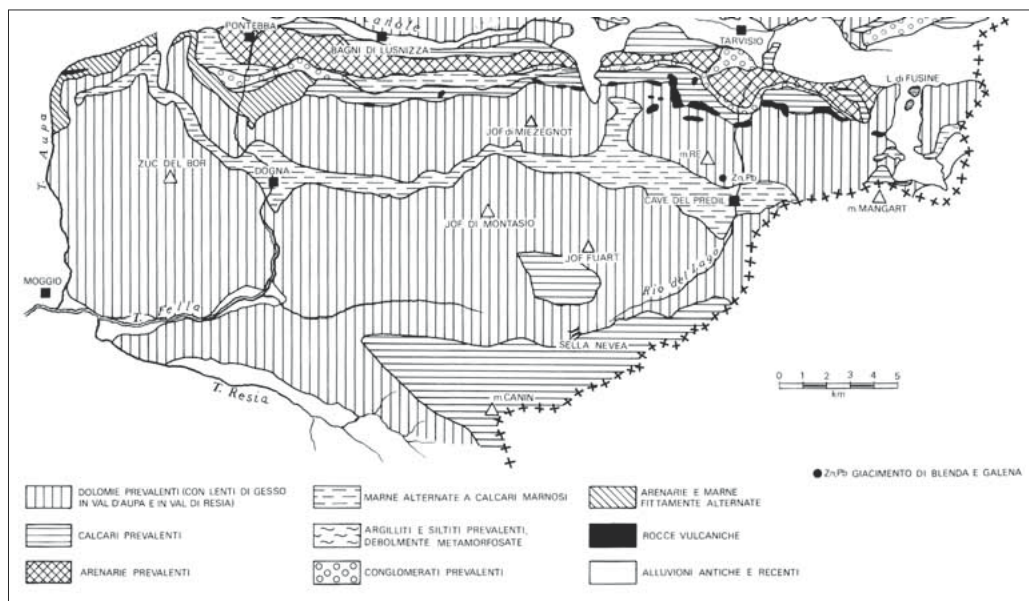 PONTEBBA
Canale
BAGNI DI LUSNIZZA
TARVISIO
L. di FUSINE
T. Aupa
JOF di MIEZEGNOT
m. RE
ZUC DEL BOR
DOGNA
Zn.Pb
CAVE DEL PREDIL
m. MANGART
JOF. DI MONTASIO
JOF. FUART
MOGGIO
T. Fella
Rio del Lago
SELLA NEVEA
T. Resia
m. CANIN
0 1 2 3 4 5
km
Zn.Pb GIACIMENTO DI BLENDA E GALENA
DOLOMIE PREVALENTI (CON LENTI DI GESSO
IN VAL D'AUPA E IN VAL DI RESIA)
MARNE ALTERNATE A CALCARI MARNOSI
ARENARIE E MARNE
FITTAMENTE ALTERNATE
CALCARI PREVALENTI
ARGILLITI E SILTITI PREVALENTI,
DEBOLMENTE METAMORFOSATE
ROCCE VULCANICHE
ARENARIE PREVALENTI
CONGLOMERATI PREVALENTI
ALLUVIONI ANTICHE E RECENTI